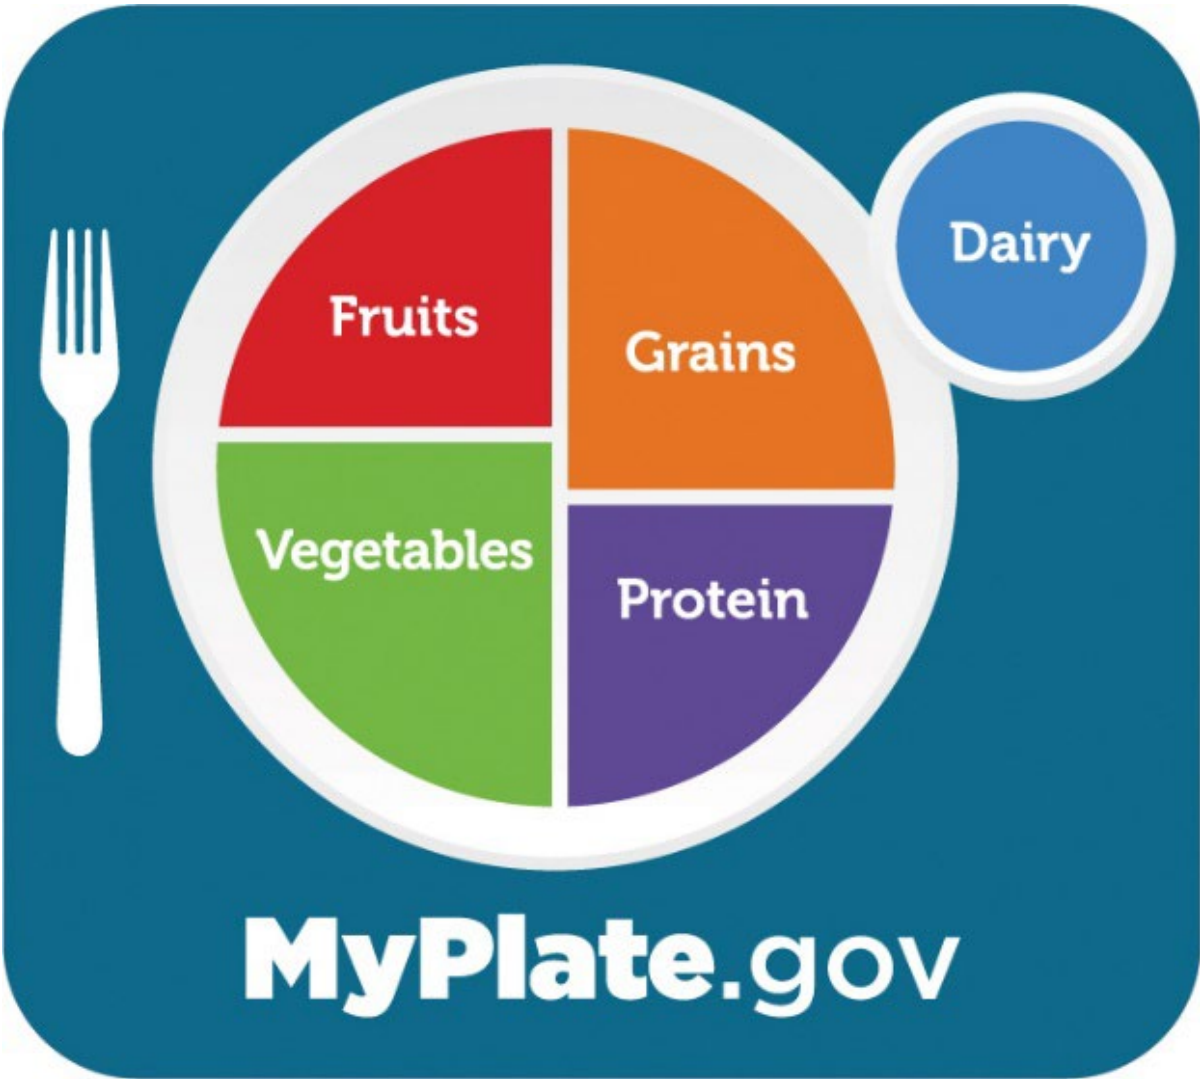 Fruits
Grains
Dairy
Vegetables
Protein
MyPlate.gov